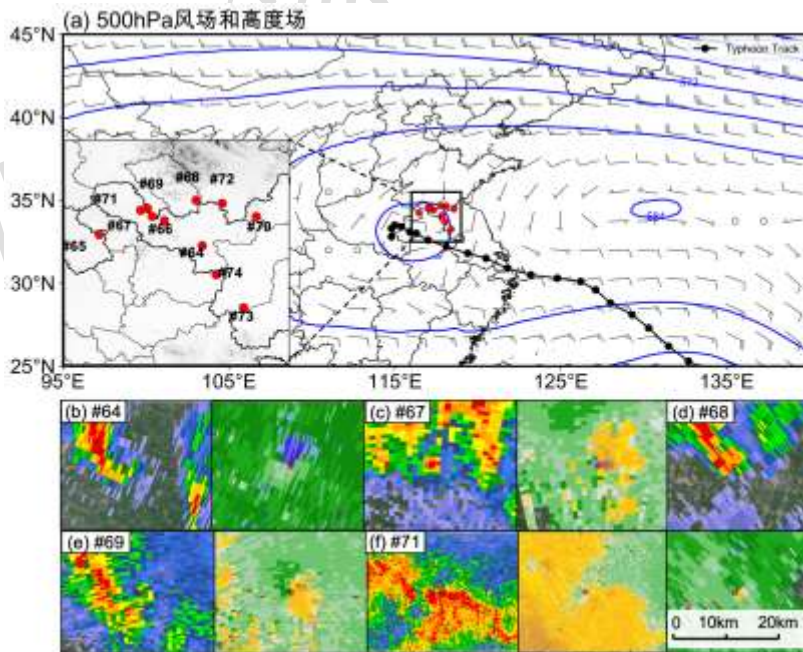 (a) 500hPa风场和高度场
45°N
Typhoon Track
40°N
#68 #72
#69
#71
35°N
#67
#66
#70
#65
#64
584
#74
30°N
#73
25°N
95°E 105°E 115°E 125°E 135°E
(b) #64 (c) #67 (d) #68
(e) #69 (f) #71
0 10km 20km